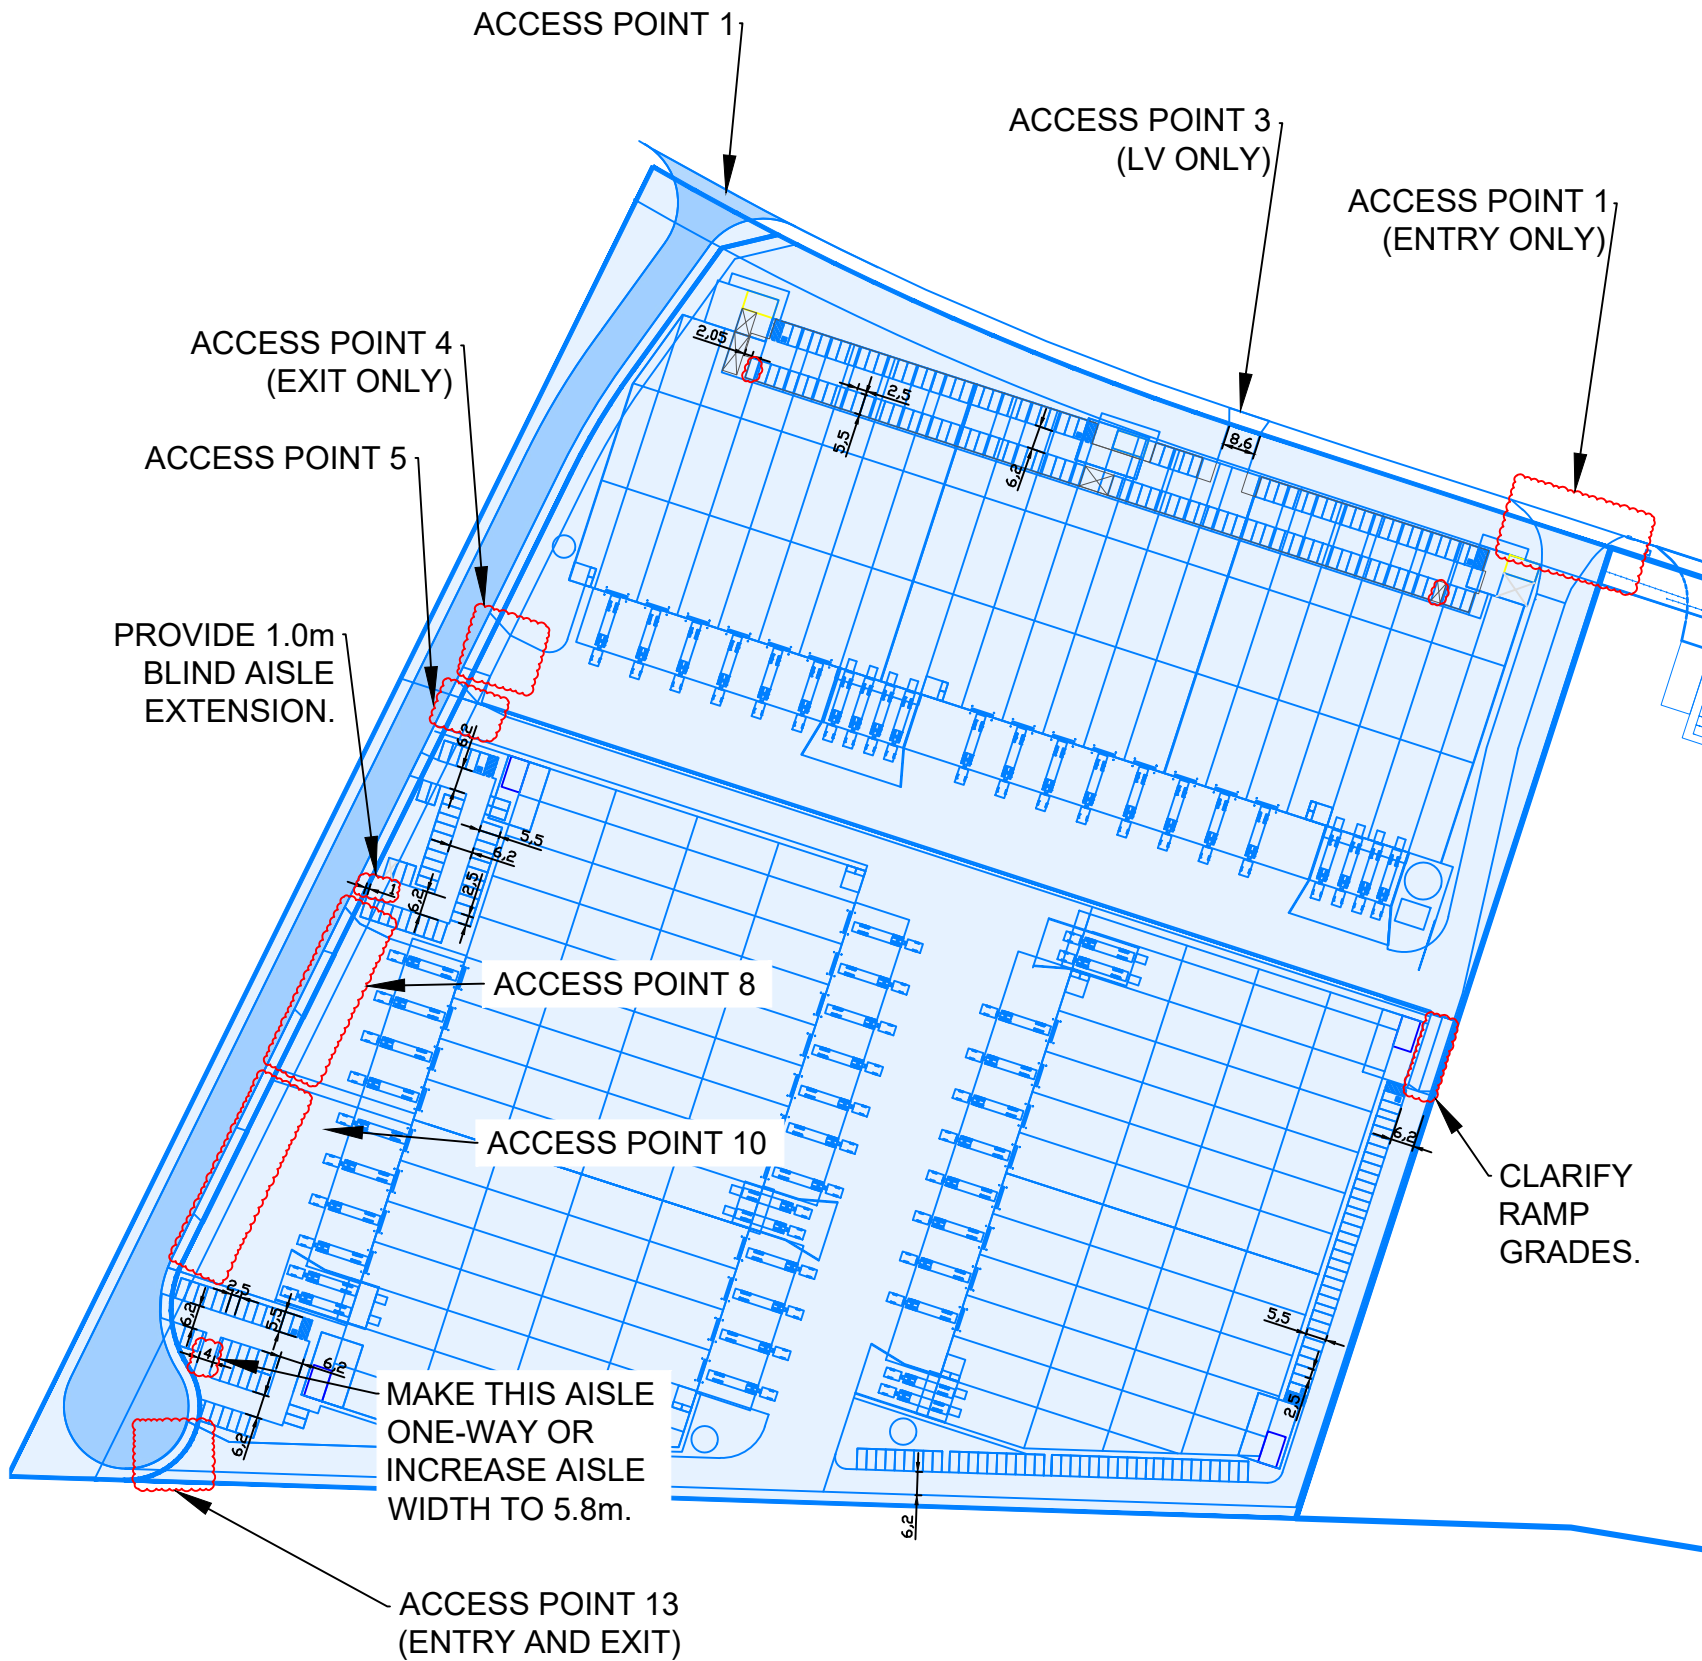 ACCESS POINT 1
ACCESS POINT 3
(LV ONLY)
ACCESS POINT 1
(ENTRY ONLY)
ACCESS POINT 4
(EXIT ONLY)
ACCESS POINT 5
PROVIDE 1.0m
BLIND AISLE
EXTENSION.
2,05
2,5
5,5
6,2
8,6
6,2
5,5
6,2
2,5
6,2
1
ACCESS POINT 8
ACCESS POINT 10
6,2
CLARIFY
RAMP
GRADES.
5,5
2,5
2,5
6,2
5,5
4
6,2
6,2
MAKE THIS AISLE
ONE-WAY OR
INCREASE AISLE
WIDTH TO 5.8m.
6,2
ACCESS POINT 13
(ENTRY AND EXIT)